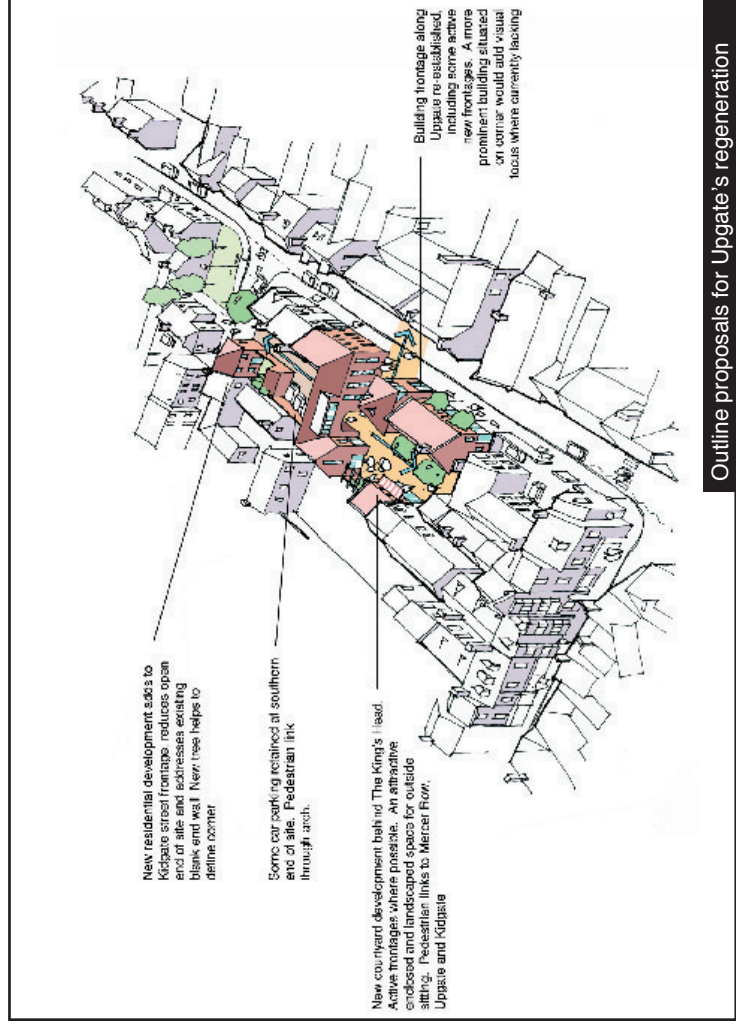 New residential development adds to
Kidgate street frontage, reduces open
end of site and addresses existing
blank end wall. New tree helps to
define corner
Some car parking retained at southern
end of site. Pedestrian link
through arch.
New courtyard development behind The King's Head.
Active frontages where possible. An attractive
enclosed and landscaped space for outside
sitting. Pedestrian links to Mercer Row,
Upgate and Kidgate
Building frontage along
Upgate re-established,
including some active
new frontages. A more
prominent building situated
on corner would add visual
focus where currently lacking
Outline proposals for Upgate's regeneration